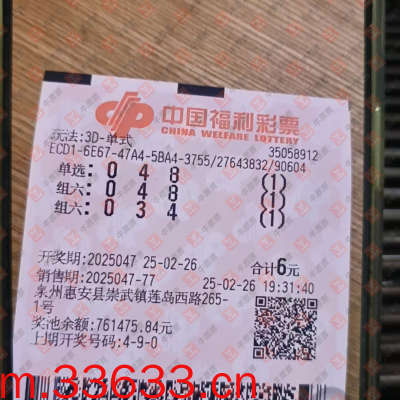 中国福利彩票
CHINA WELFARE LOTTERY
玩法:3D-单式
35058912
ECD1-6E67-47A4-5BA4-3755/27643832/90604
单选: 0 4 8 (1)
组六: 0 4 8 (1)
组六: 0 3 4 (1)
开奖期:2025047 25-02-26 合计6元
销售期:2025047-77 25-02-26 19:31:40
泉州惠安县崇武镇莲岛西路265-
1号
奖池余额:761475.84元
上期开奖号码:4-9-0
m.33633.cn